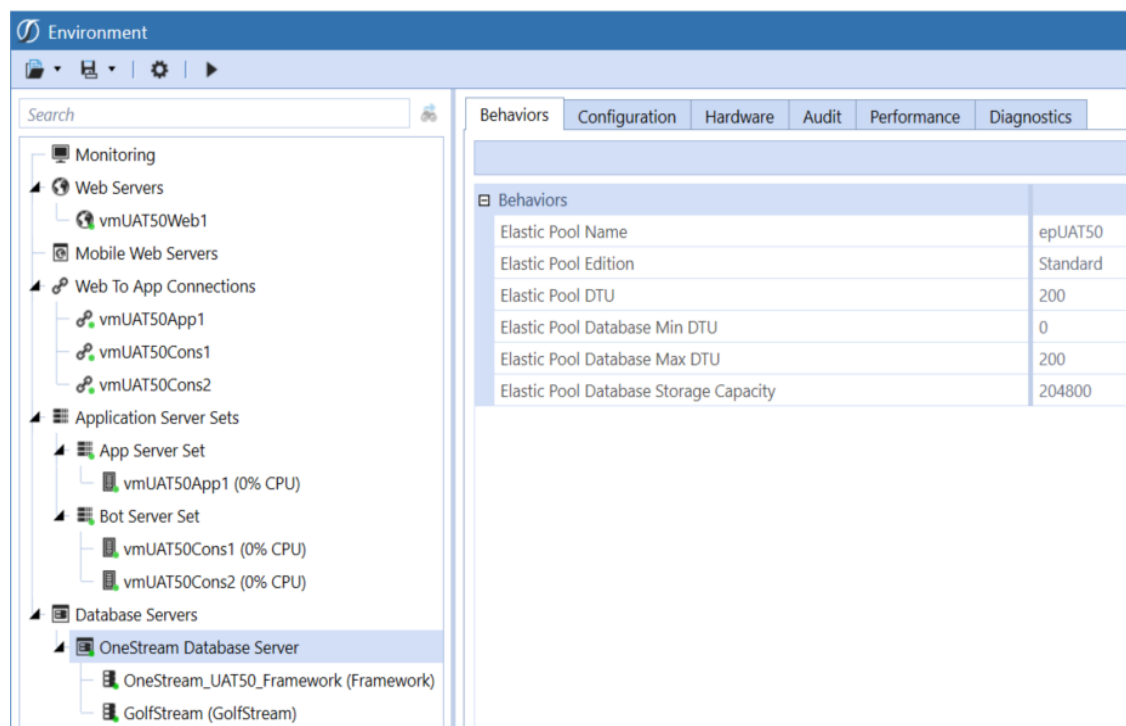 Environment
Search
Monitoring
Web Servers
vmUAT50Web1
Mobile Web Servers
Web To App Connections
vmUAT50App1
vmUAT50Cons1
vmUAT50Cons2
Application Server Sets
App Server Set
vmUAT50App1 (0% CPU)
Bot Server Set
vmUAT50Cons1 (0% CPU)
vmUAT50Cons2 (0% CPU)
Database Servers
OneStream Database Server
OneStream_UAT50_Framework (Framework)
GolfStream (GolfStream)
Behaviors Configuration Hardware Audit Performance Diagnostics
Behaviors
Elastic Pool Name epUAT50
Elastic Pool Edition Standard
Elastic Pool DTU 200
Elastic Pool Database Min DTU 0
Elastic Pool Database Max DTU 200
Elastic Pool Database Storage Capacity 204800